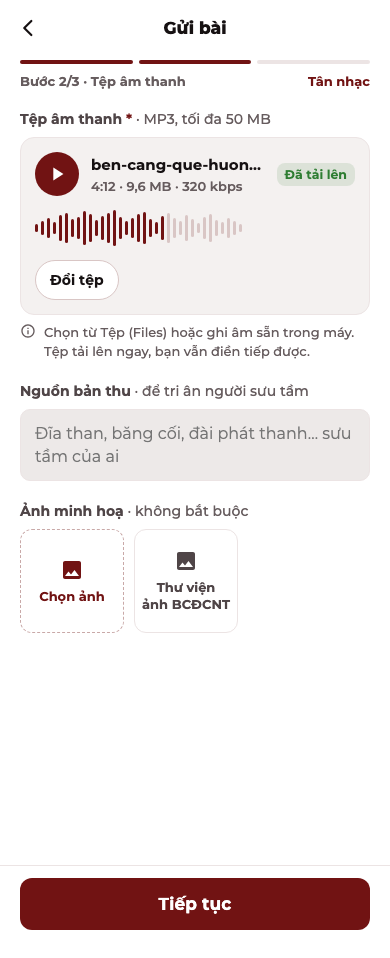 Gửi bài
Bước 2/3 · Tệp âm thanh
Tân nhạc
Tệp âm thanh * · MP3, tối đa 50 MB
ben-cang-que-huon...
Đã tải lên
4:12 · 9,6 MB · 320 kbps
Đổi tệp
Chọn từ Tệp (Files) hoặc ghi âm sẵn trong máy.
Tệp tải lên ngay, bạn vẫn điền tiếp được.
Nguồn bản thu · để tri ân người sưu tầm
Đĩa than, băng cối, đài phát thanh… sưu
tầm của ai
Ảnh minh hoạ · không bắt buộc
Chọn ảnh
Thư viện
ảnh BCĐCNT
Tiếp tục